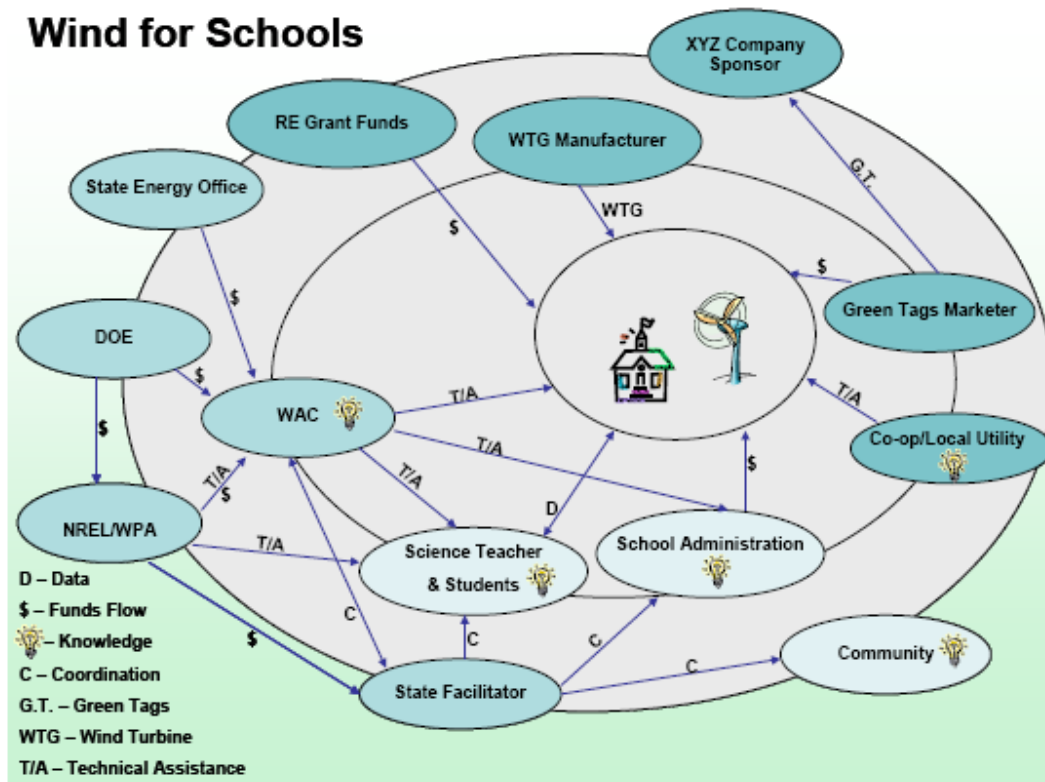 Wind for Schools
XYZ Company
Sponsor
RE Grant Funds
WTG Manufacturer
State Energy Office
G.T.
WTG
$
$
$
Green Tags Marketer
DOE
$
T/A
WAC
T/A
Co-op/Local Utility
T/A
$
$
T/A
T/A
$
D
NREL/WPA
T/A
Science Teacher
& Students
School Administration
D – Data
$ – Funds Flow
– Knowledge
C – Coordination
G.T. – Green Tags
WTG – Wind Turbine
T/A – Technical Assistance
C
$
C
C
C
Community
State Facilitator